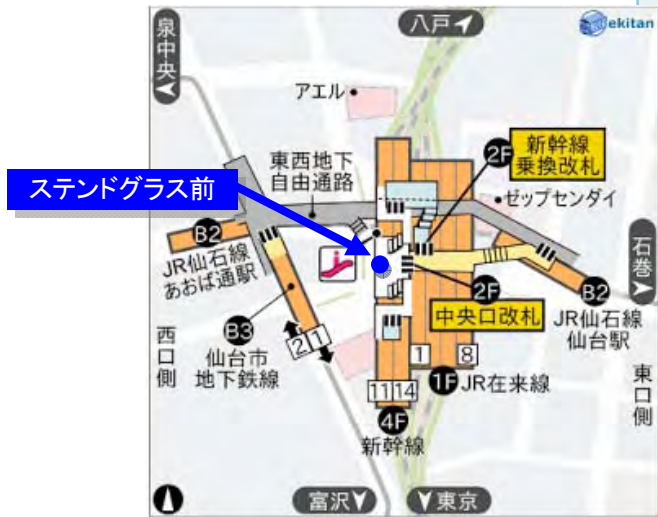 八戸
ekitan
泉中央
アエル
2F
新幹線
乗換改札
東西地下
自由通路
ステンドグラス前
ゼップセンダイ
B2
JR仙石線
あおば通駅
石巻
2F
中央口改札
B2
JR仙石線
仙台駅
B3
仙台市
地下鉄線
2 1
西口側
1 8
1F JR在来線
東口側
11 14
4F
新幹線
富沢
東京